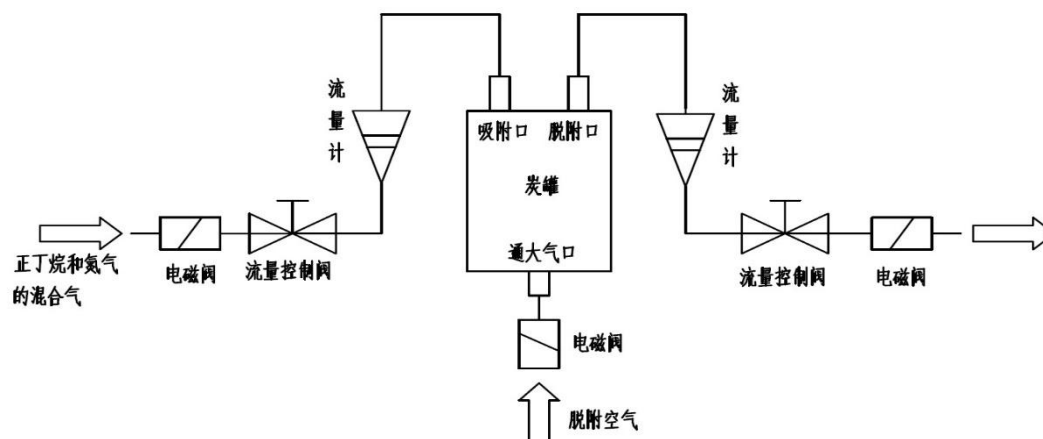 流量计
流量计
吸附口
脱附口
炭罐
通大气口
正丁烷和氮气
的混合气
电磁阀
流量控制阀
流量控制阀
电磁阀
电磁阀
脱附空气